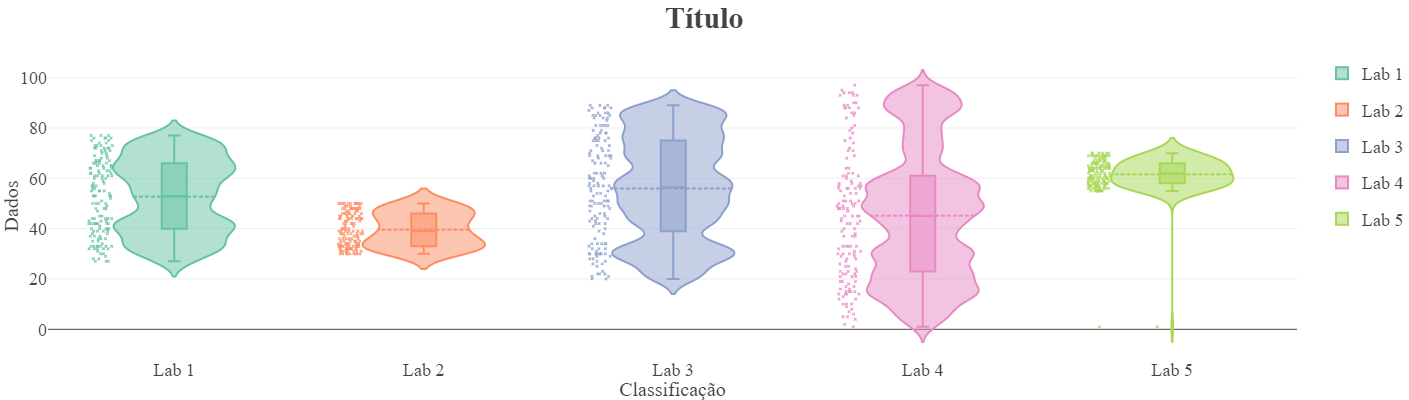 Título
Dados
100
80
60
40
20
0
Lab 1
Lab 2
Lab 3
Lab 4
Lab 5
Classificação
Lab 1
Lab 2
Lab 3
Lab 4
Lab 5